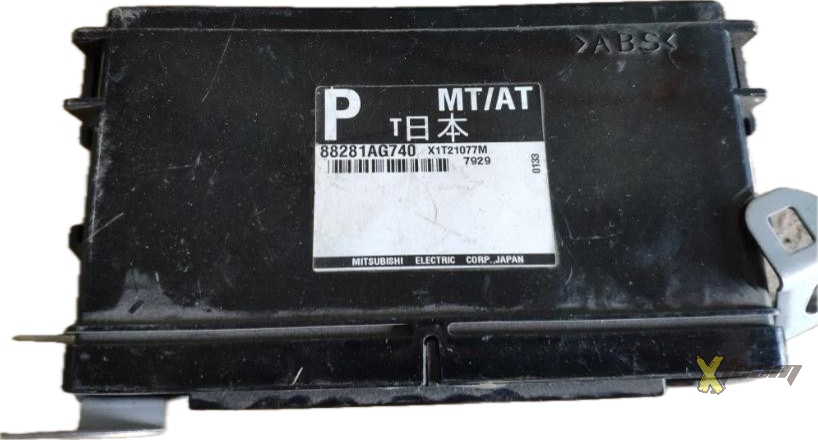 >ABS<
P MT/AT
T日本
88281AG740 X1T21077M
7929
0133
MITSUBISHI ELECTRIC CORP.,JAPAN